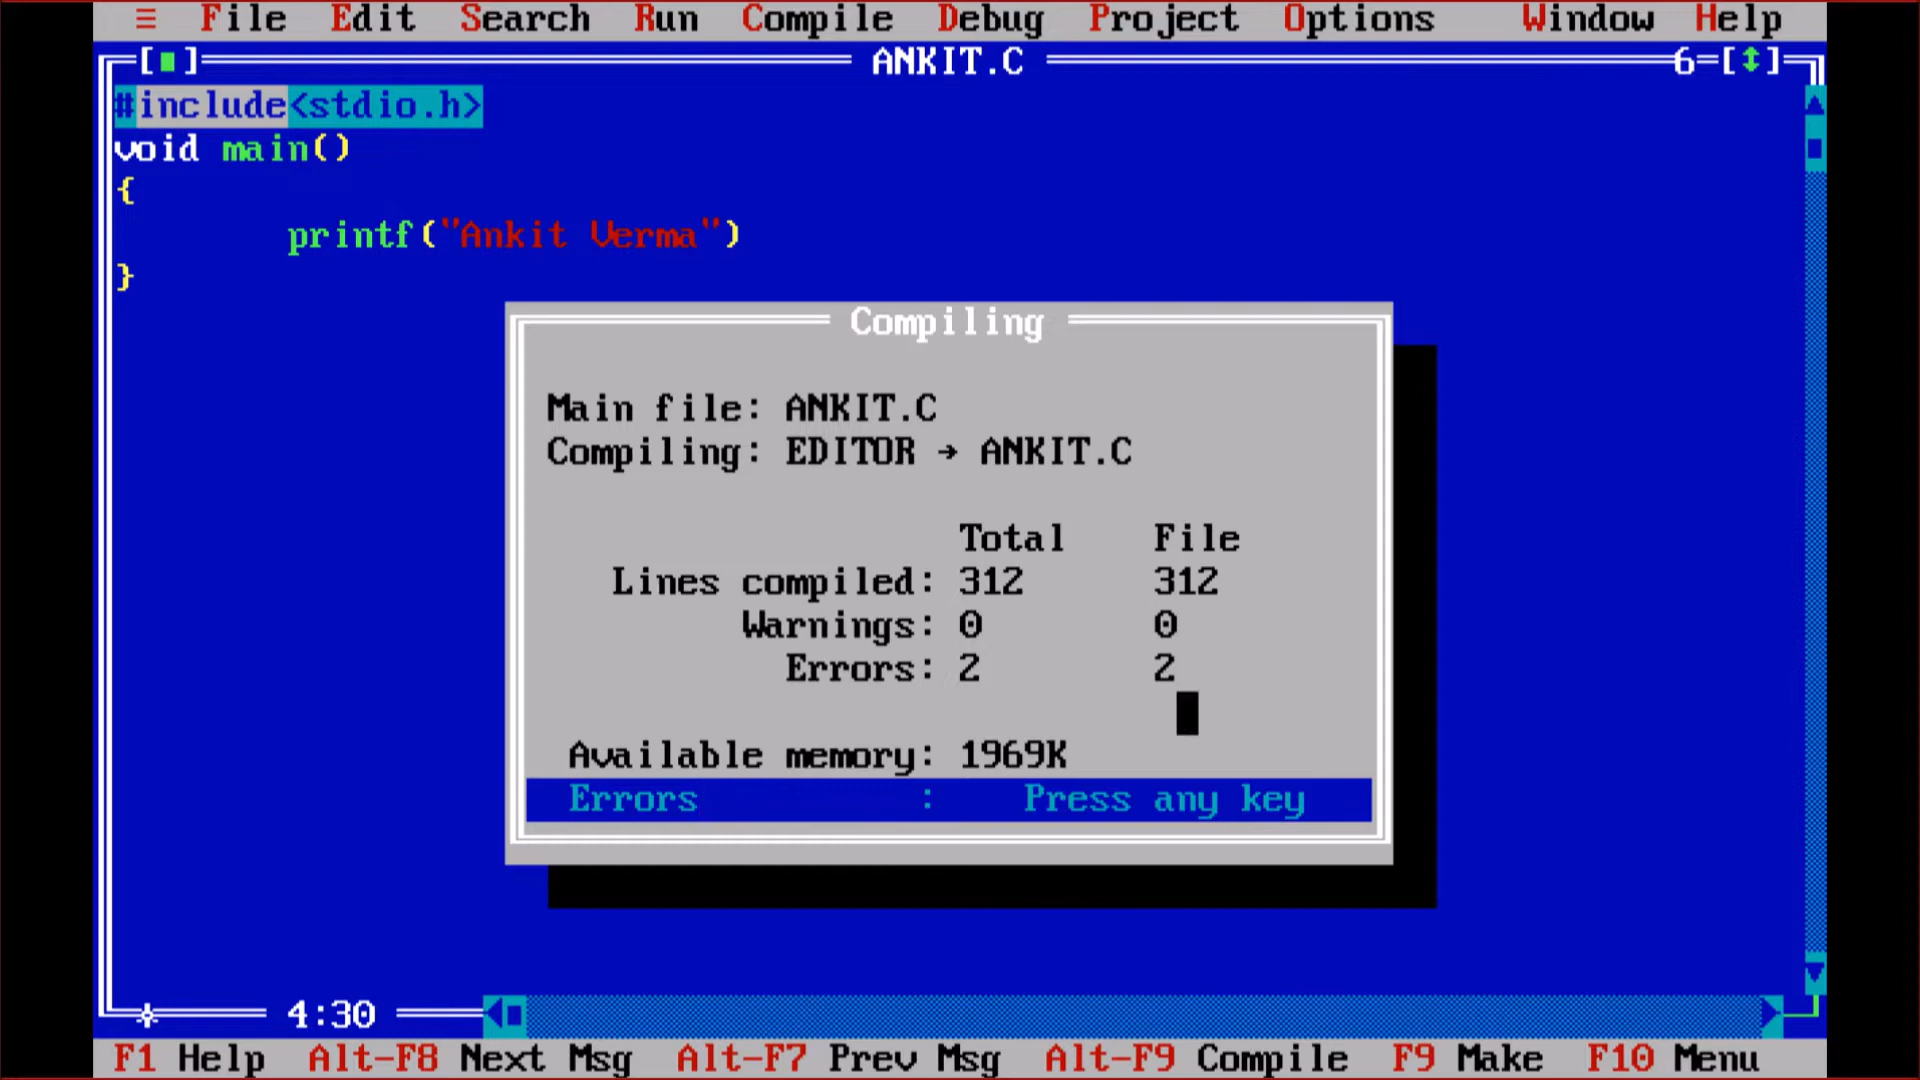 ≡ File Edit Search Run Compile Debug Project Options Window Help
[■] ANKIT.C 6=[↕]
#include<stdio.h>
void main()
{
printf("Ankit Verma")
}
Compiling
Main file: ANKIT.C
Compiling: EDITOR → ANKIT.C
Total File
Lines compiled: 312 312
Warnings: 0 0
Errors: 2 2
Available memory: 1969K
Errors : Press any key
4:30
F1 Help Alt-F8 Next Msg Alt-F7 Prev Msg Alt-F9 Compile F9 Make F10 Menu